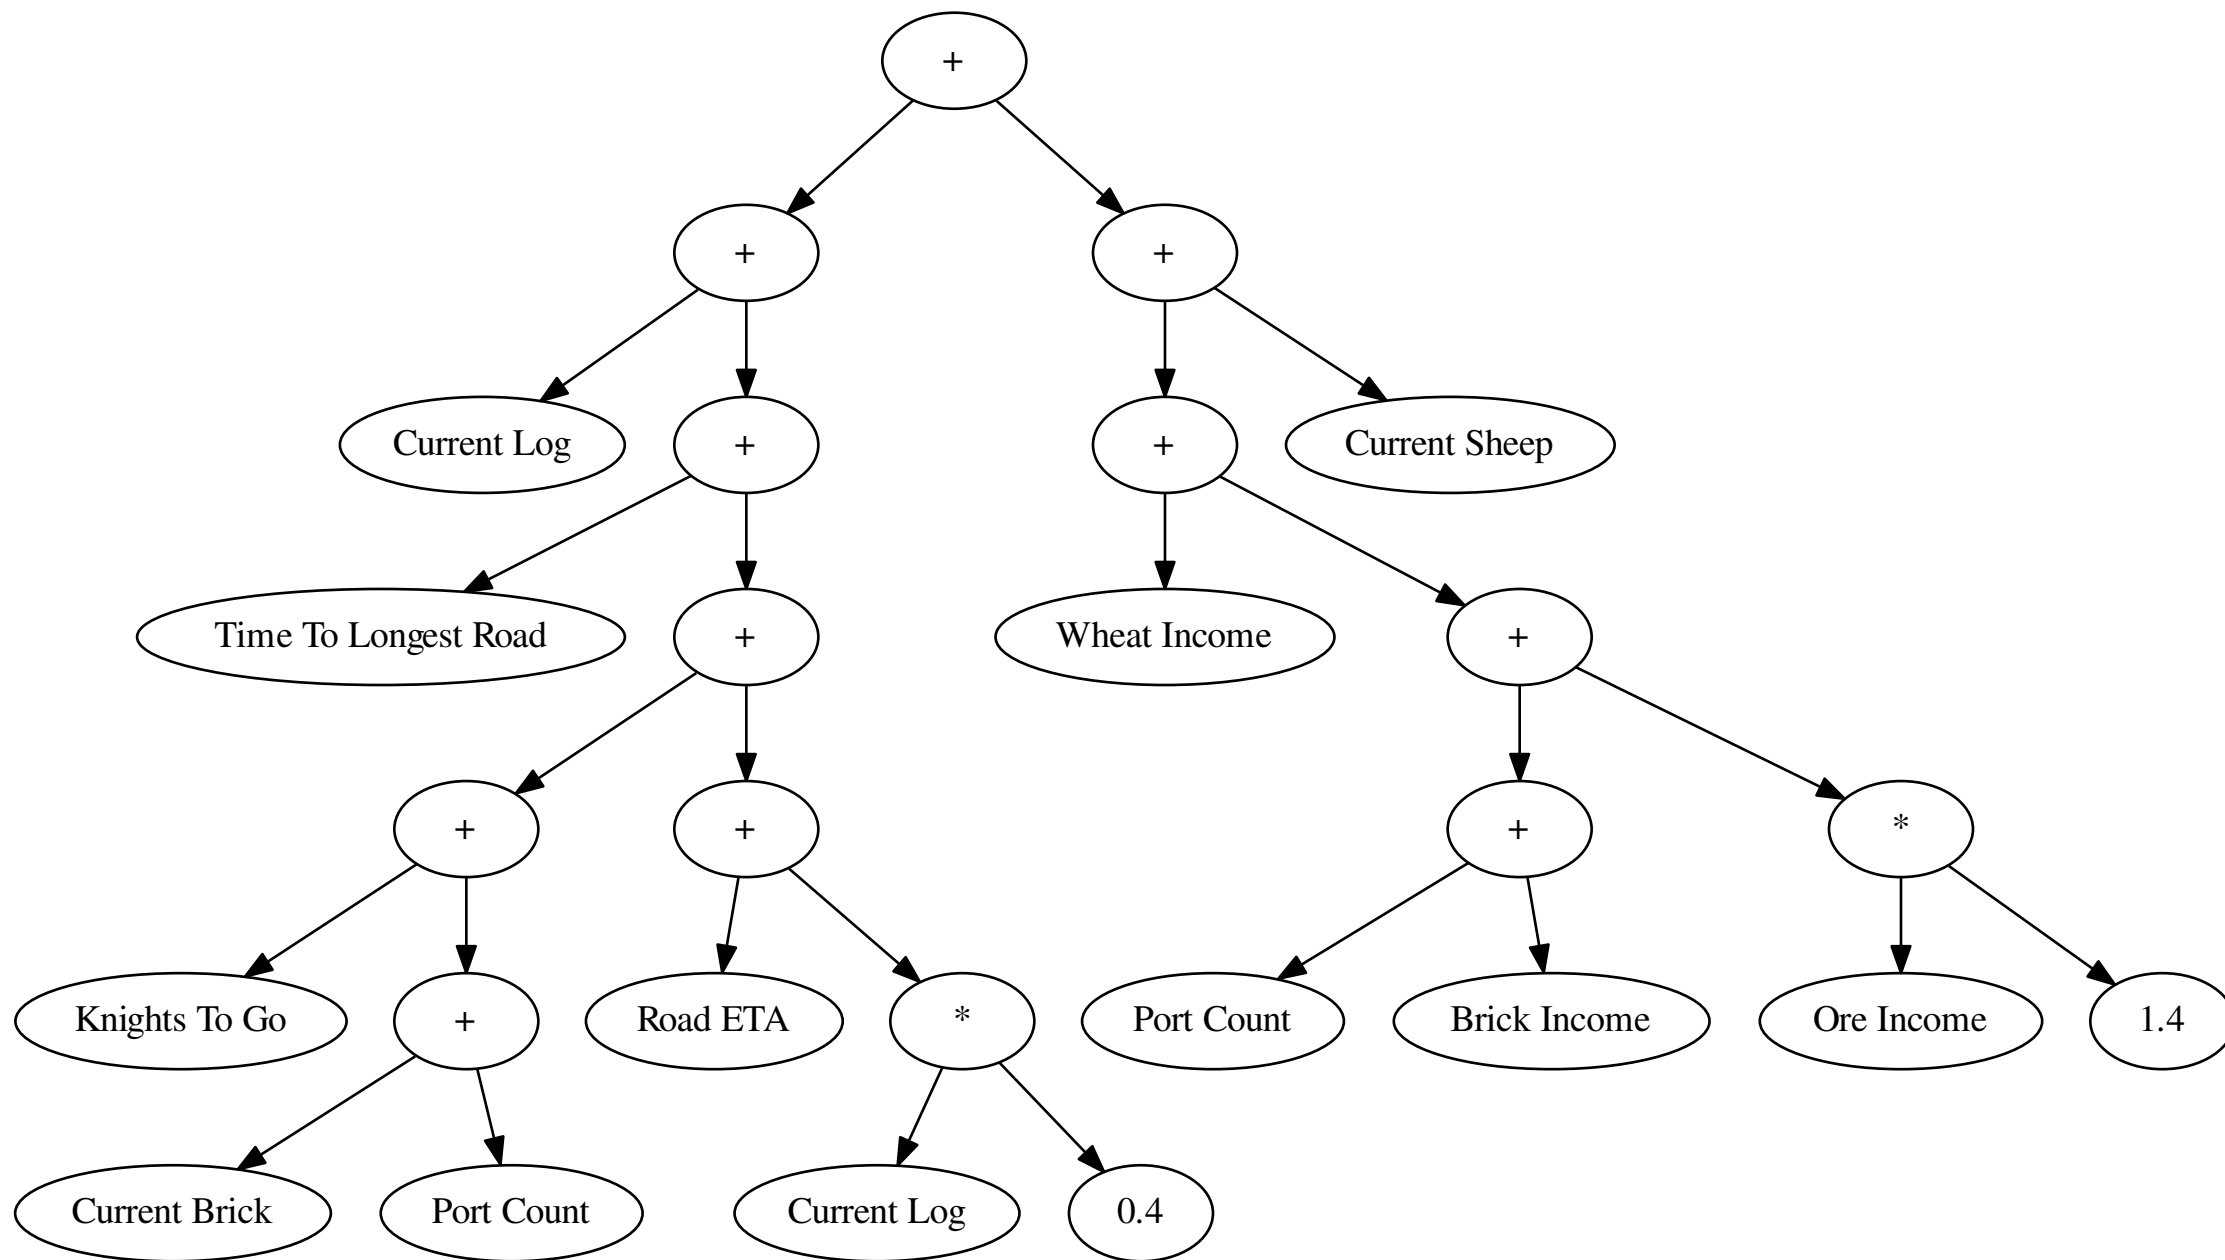 +
+
+
Current Log
+
+
Current Sheep
Time To Longest Road
+
Wheat Income
+
+
+
+
*
Knights To Go
+
Road ETA
*
Port Count
Brick Income
Ore Income
1.4
Current Brick
Port Count
Current Log
0.4